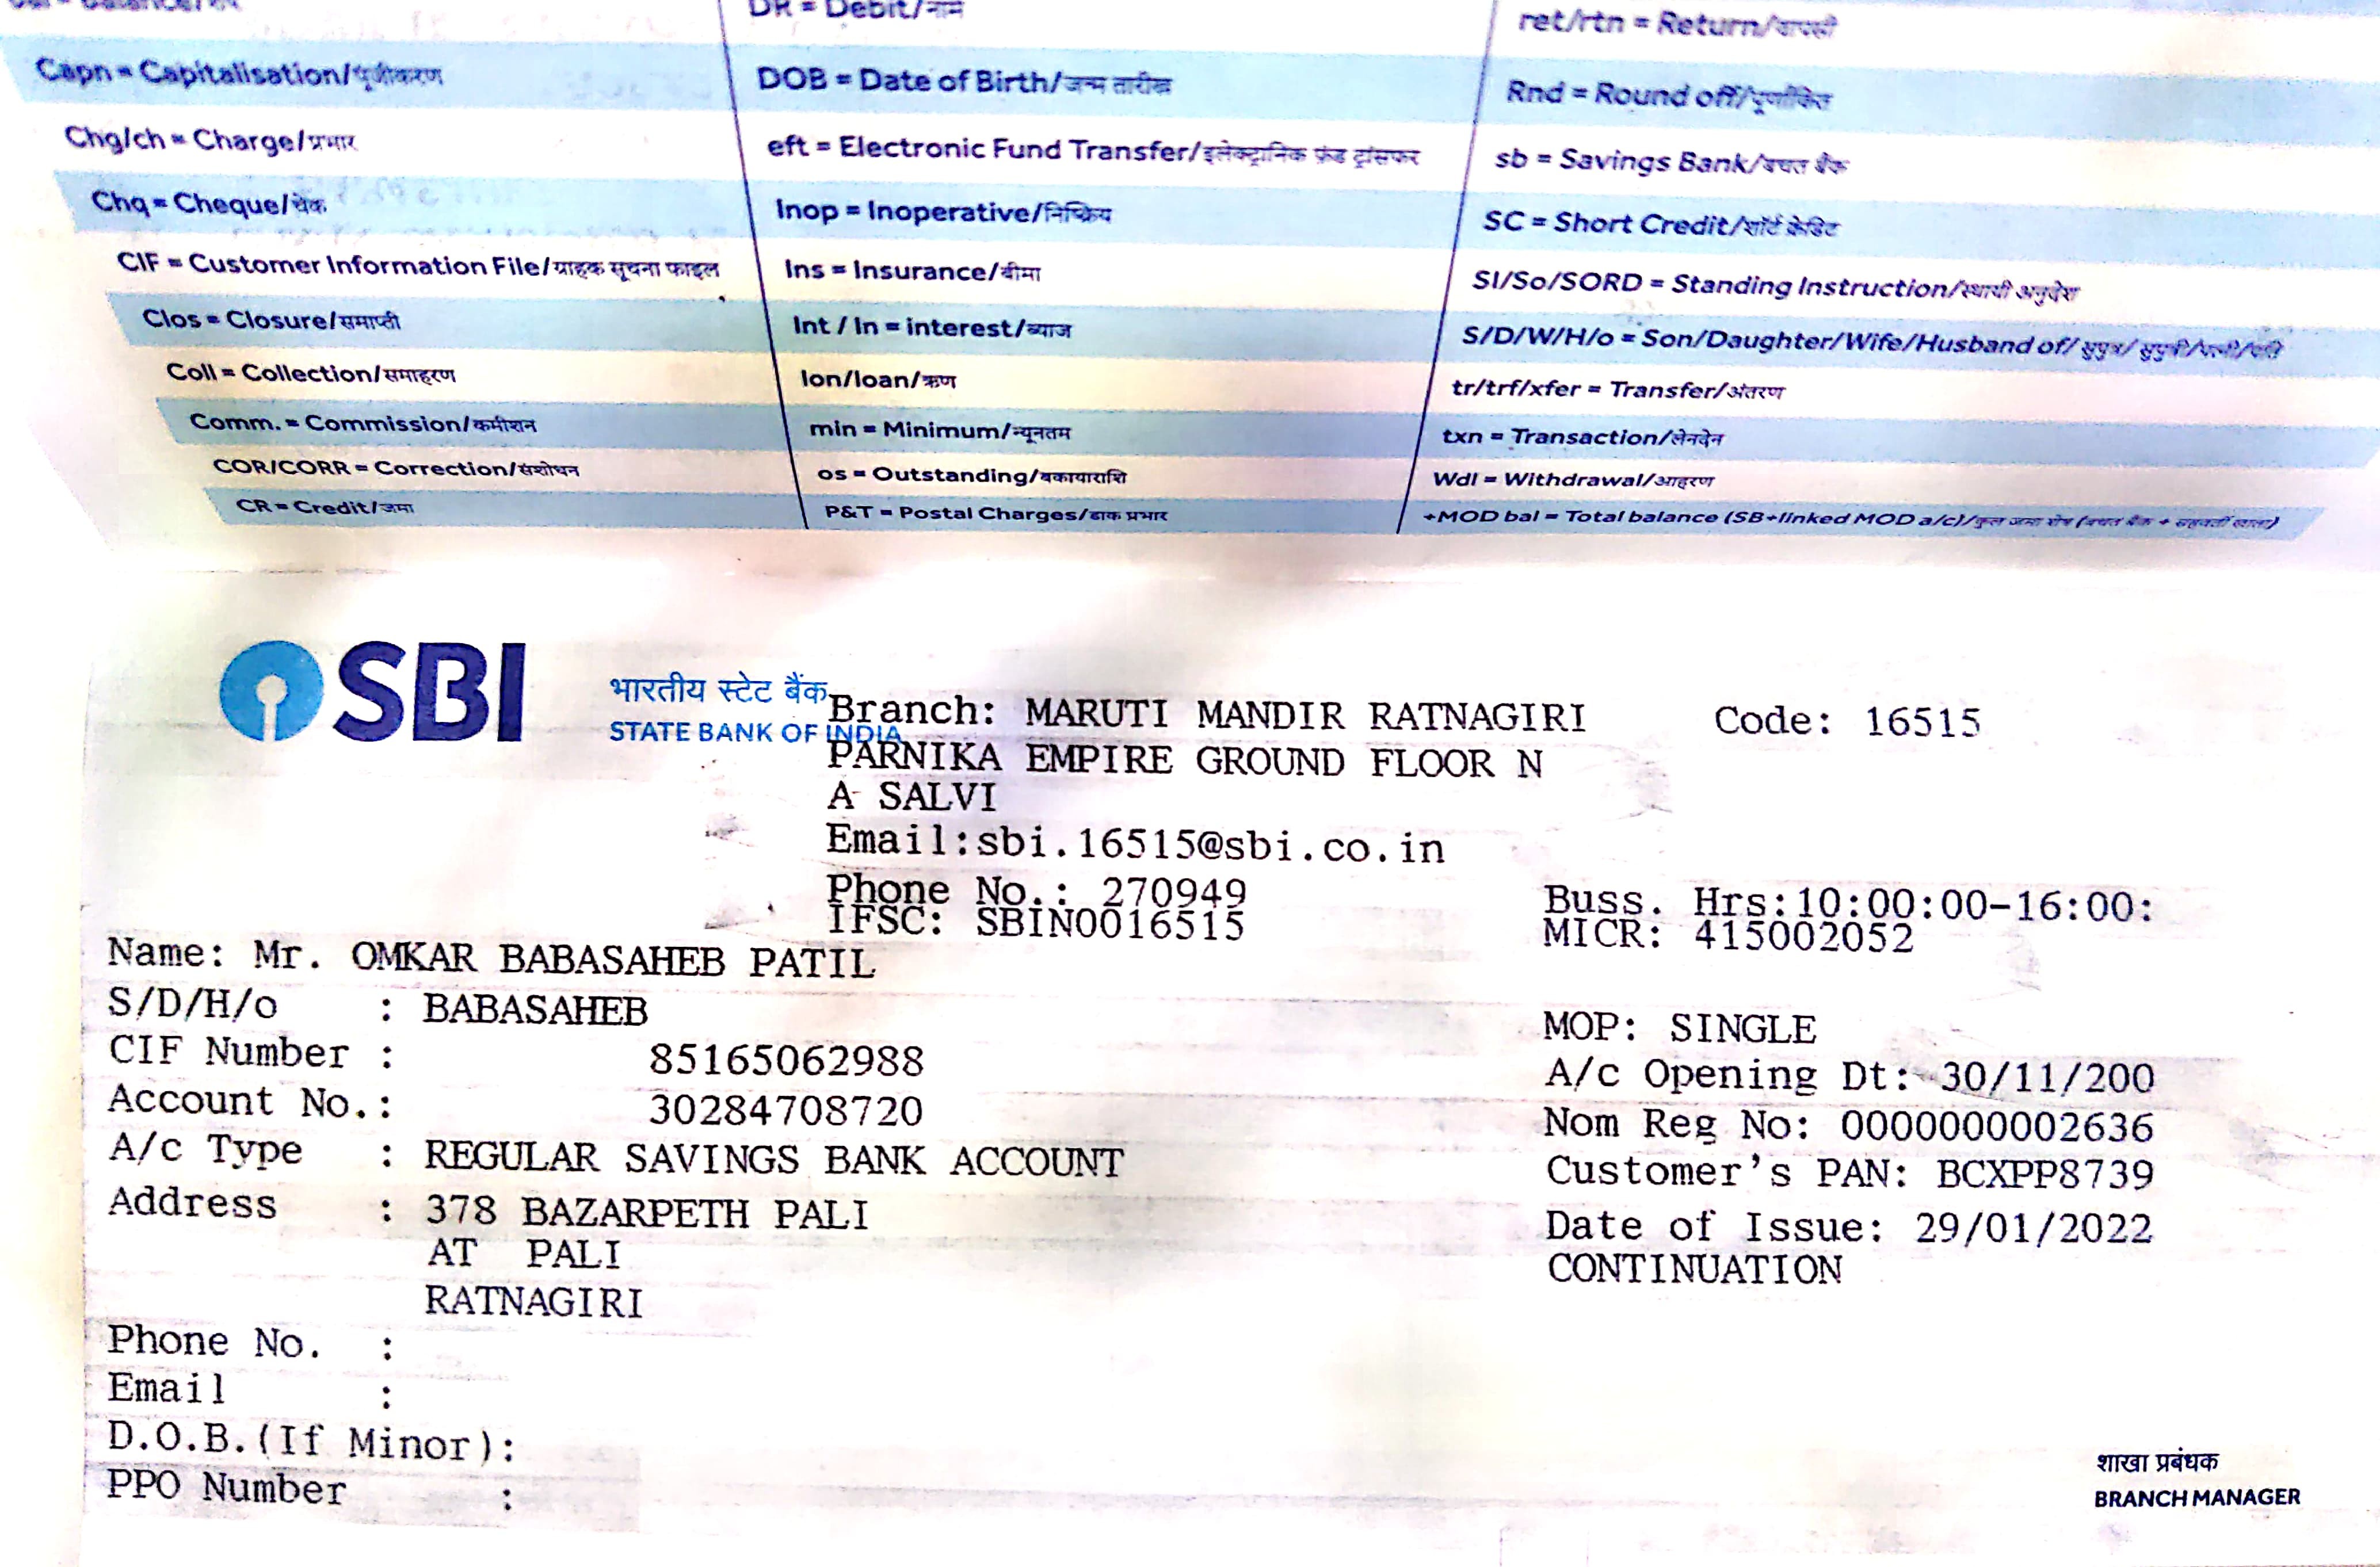 DR = Debit/नामे
ret/rtn = Return/वापसी
Capn = Capitalisation/पूंजीकरण
DOB = Date of Birth/जन्म तारीख
Rnd = Round off/पूर्णांकित
Chg/ch = Charge/प्रभार
eft = Electronic Fund Transfer/इलेक्ट्रानिक फ़ंड ट्रांसफर
sb = Savings Bank/बचत बैंक
Chq = Cheque/चेक
Inop = Inoperative/निष्क्रिय
SC = Short Credit/शॉर्ट क्रेडिट
CIF = Customer Information File/ग्राहक सूचना फाइल
Ins = Insurance/बीमा
SI/So/SORD = Standing Instruction/स्थायी अनुदेश
Clos = Closure/समाप्ती
Int / In = interest/ब्याज
S/D/W/H/o = Son/Daughter/Wife/Husband of/ सुपुत्र/ सुपुत्री/पत्नी/पति
Coll = Collection/समाहरण
lon/loan/ऋण
tr/trf/xfer = Transfer/अंतरण
Comm. = Commission/कमीशन
min = Minimum/न्यूनतम
txn = Transaction/लेनदेन
COR/CORR = Correction/संशोधन
os = Outstanding/बकायाराशि
Wdl = Withdrawal/आहरण
CR = Credit/जमा
P&T = Postal Charges/डाक प्रभार
+MOD bal = Total balance (SB+linked MOD a/c)/कुल जमा शेष (बचत बैंक + सहवर्ती खाता)
SBI
भारतीय स्टेट बैंक
STATE BANK OF INDIA
Branch: MARUTI MANDIR RATNAGIRI Code: 16515
PARNIKA EMPIRE GROUND FLOOR N
A SALVI
Email:sbi.16515@sbi.co.in
Phone No.: 270949 Buss. Hrs:10:00:00-16:00:
IFSC: SBIN0016515 MICR: 415002052
Name: Mr. OMKAR BABASAHEB PATIL
S/D/H/o : BABASAHEB MOP: SINGLE
CIF Number : 85165062988 A/c Opening Dt: 30/11/200
Account No.: 30284708720 Nom Reg No: 0000000002636
A/c Type : REGULAR SAVINGS BANK ACCOUNT Customer's PAN: BCXPP8739
Address : 378 BAZARPETH PALI Date of Issue: 29/01/2022
AT PALI CONTINUATION
RATNAGIRI
Phone No. :
Email :
D.O.B.(If Minor):
PPO Number :
शाखा प्रबंधक
BRANCH MANAGER